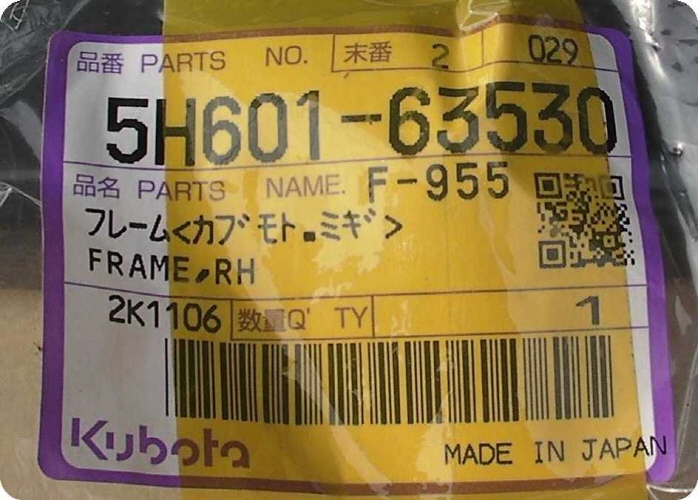 品番 PARTS NO. 末番 2 029
5H601-63530
品名 PARTS NAME. F-955
フレーム<カブモト.ミギ>
FRAME,RH
2K1106 数量Q'TY 1
Kubota MADE IN JAPAN